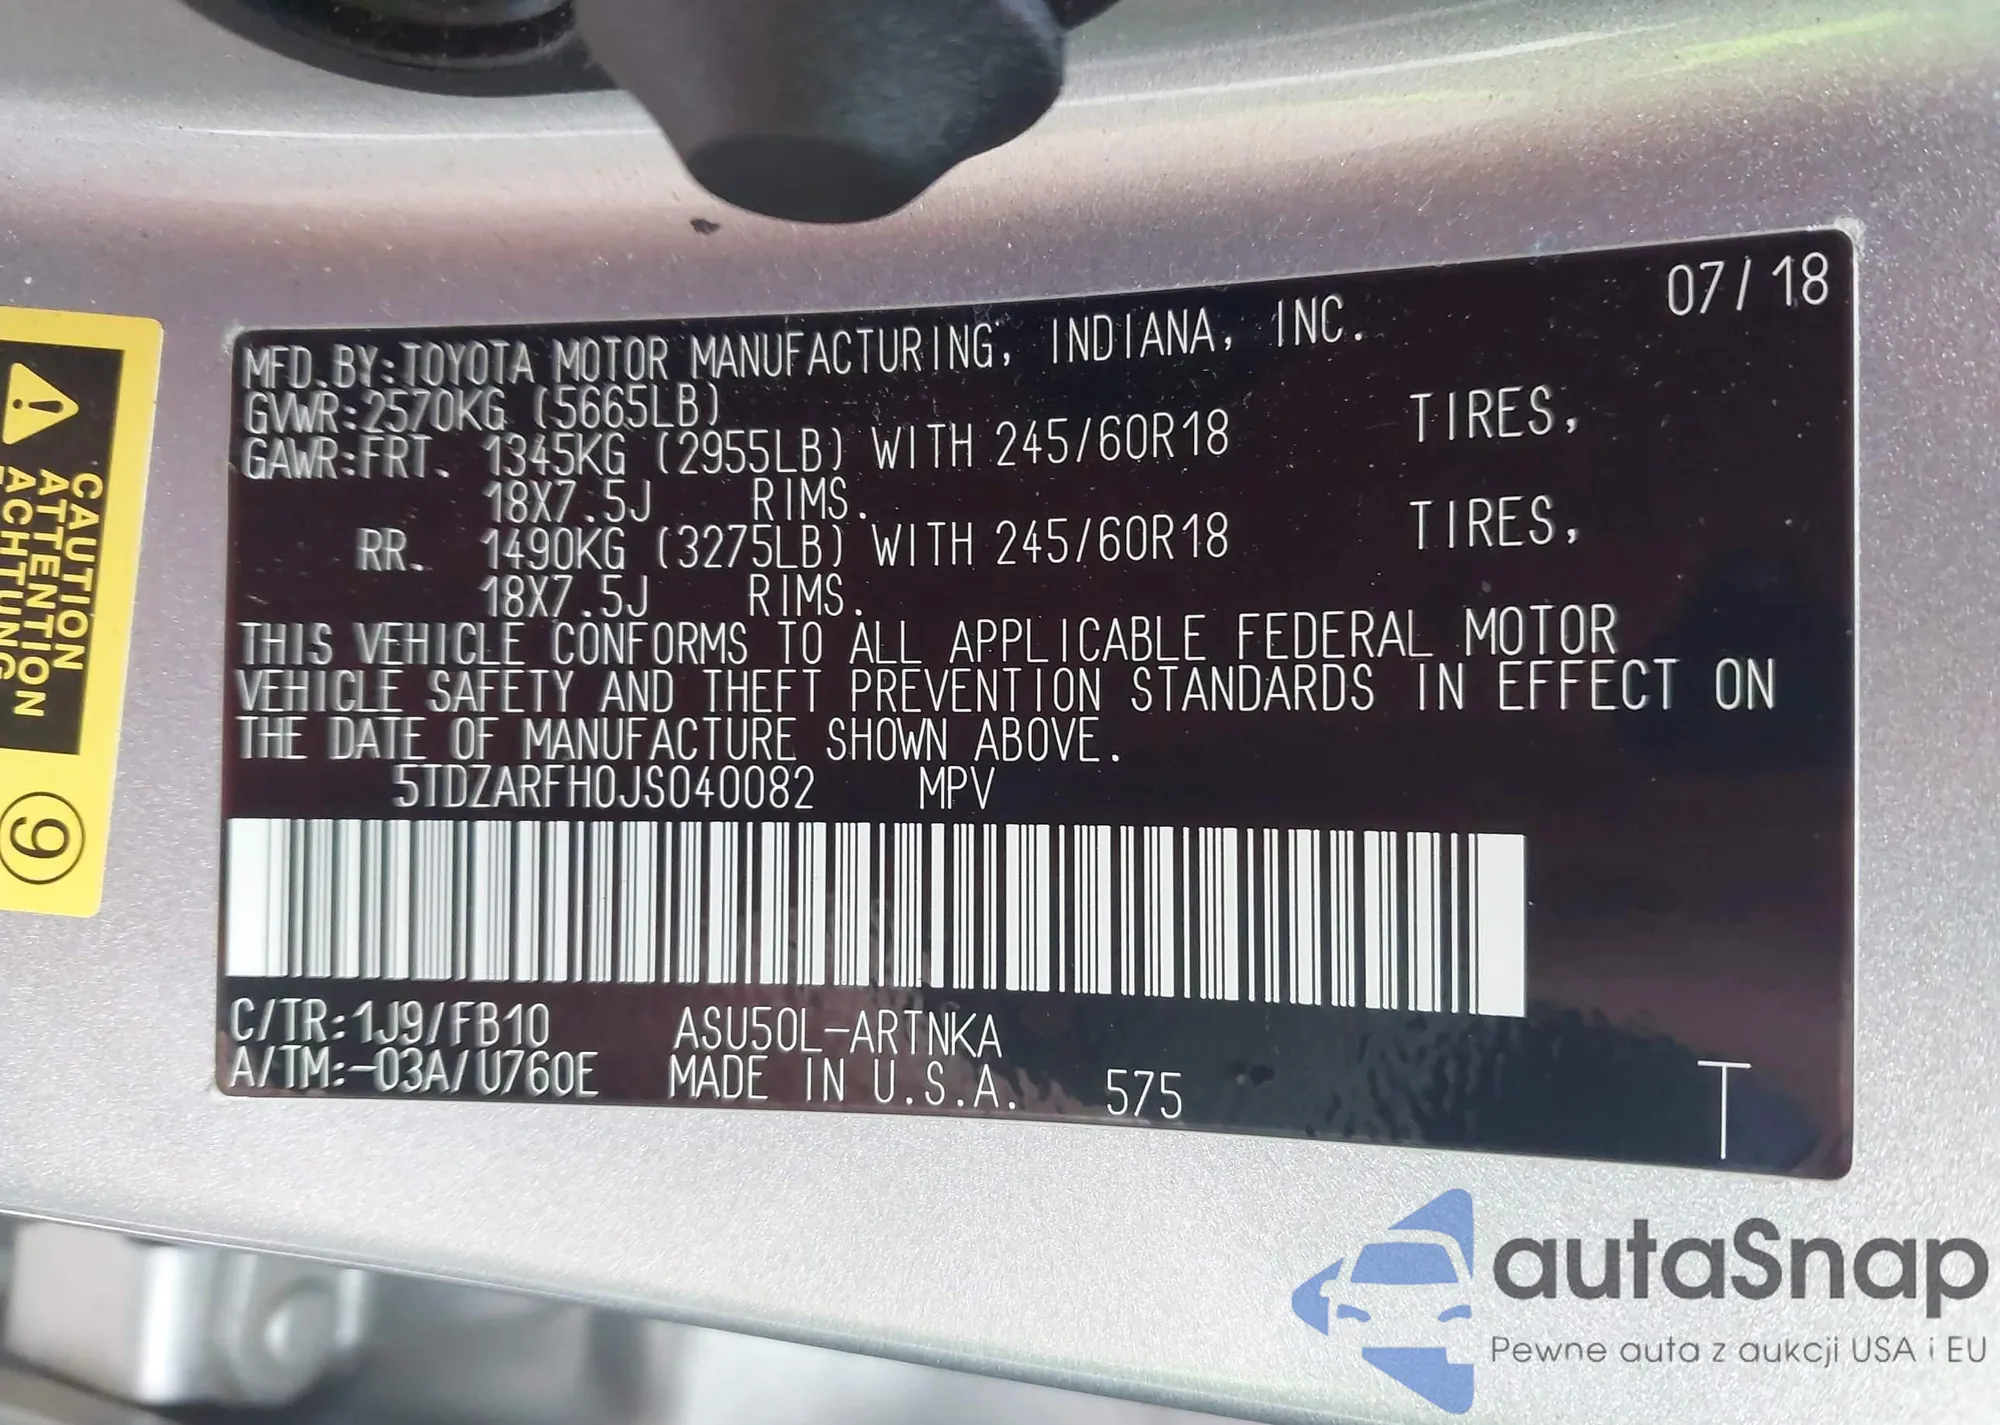 07/18
MFD.BY:TOYOTA MOTOR MANUFACTURING, INDIANA, INC.
GVWR:2570KG (5665LB)
GAWR:FRT. 1345KG (2955LB) WITH 245/60R18 TIRES,
18X7.5J RIMS.
RR. 1490KG (3275LB) WITH 245/60R18 TIRES,
18X7.5J RIMS.
THIS VEHICLE CONFORMS TO ALL APPLICABLE FEDERAL MOTOR
VEHICLE SAFETY AND THEFT PREVENTION STANDARDS IN EFFECT ON
THE DATE OF MANUFACTURE SHOWN ABOVE.
5TDZARFH0JS040082 MPV
C/TR:1J9/FB10 ASU50L-ARTNKA
A/TM:-03A/U760E MADE IN U.S.A. 575
T
CAUTION
ATTENTION
ACHTUNG
9
autaSnap
Pewne auta z aukcji USA i EU